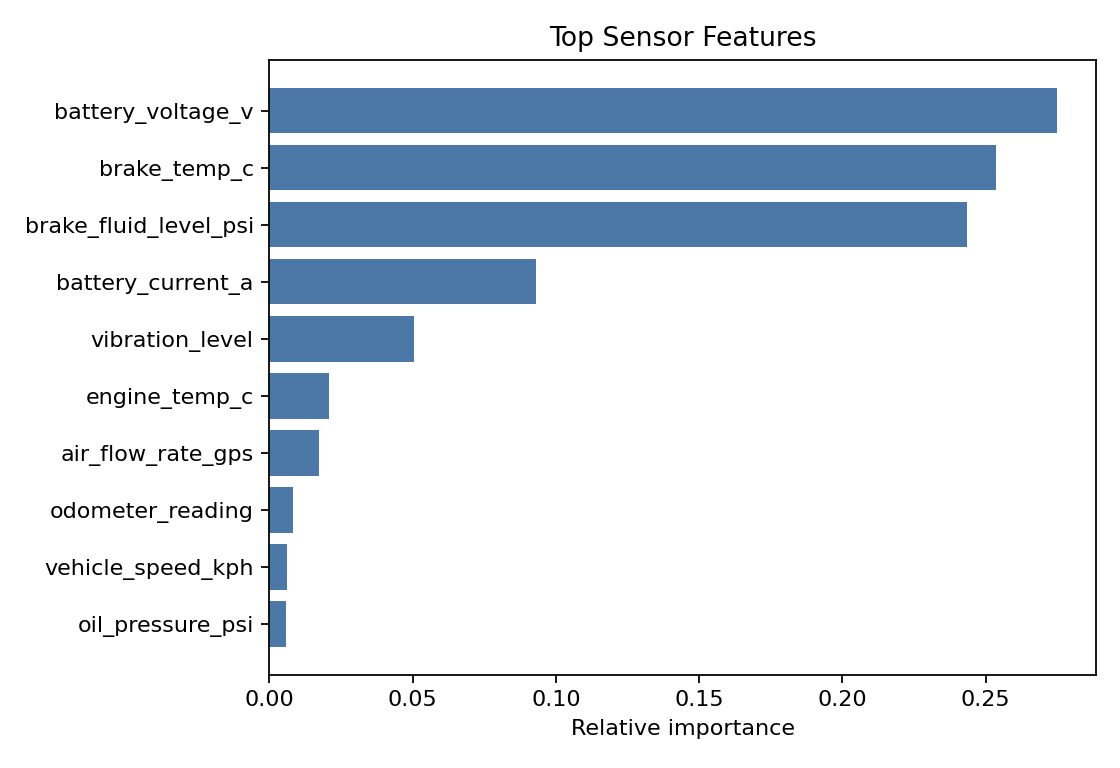 Top Sensor Features
battery_voltage_v
brake_temp_c
brake_fluid_level_psi
battery_current_a
vibration_level
engine_temp_c
air_flow_rate_gps
odometer_reading
vehicle_speed_kph
oil_pressure_psi
0.00 0.05 0.10 0.15 0.20 0.25
Relative importance